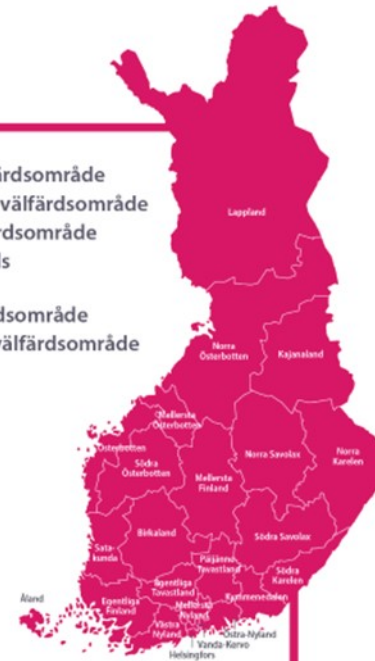 årdsområde
välfärdsområde
rdsområde
ls
dsområde
välfärdsområde
Lappland
Norra
Österbotten
Kajanaland
Mellersta
Österbotten
Österbotten
Södra
Österbotten
Norra Savolax
Norra
Karelen
Mellersta
Finland
Birkaland
Södra Savolax
Sata-
kunda
Päijänne
Tavastland
Södra
Karelen
Egentliga
Tavastland
Kymmenedalen
Åland
Egentliga
Finland
Mellersta
Nyland
Västra
Nyland
Östra-Nyland
Vanda-Kervo
Helsingfors